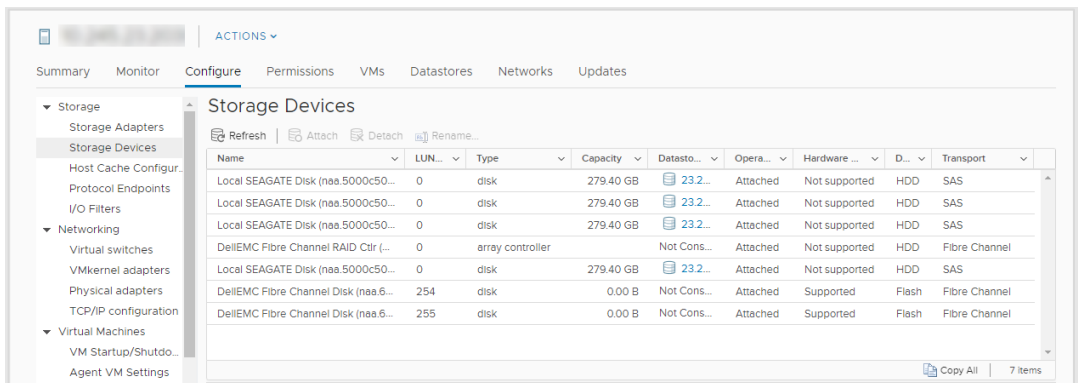 ACTIONS
Summary Monitor Configure Permissions VMs Datastores Networks Updates
Storage
Storage Adapters
Storage Devices
Host Cache Configur..
Protocol Endpoints
I/O Filters
Networking
Virtual switches
VMkernel adapters
Physical adapters
TCP/IP configuration
Virtual Machines
VM Startup/Shutdo...
Agent VM Settings
Storage Devices
Refresh Attach Detach Rename...
Name LUN... Type Capacity Datasto... Opera... Hardware ... D... Transport
Local SEAGATE Disk (naa.5000c50... 0 disk 279.40 GB 23.2... Attached Not supported HDD SAS
Local SEAGATE Disk (naa.5000c50... 0 disk 279.40 GB 23.2... Attached Not supported HDD SAS
Local SEAGATE Disk (naa.5000c50... 0 disk 279.40 GB 23.2... Attached Not supported HDD SAS
DellEMC Fibre Channel RAID Ctlr (... 0 array controller Not Cons... Attached Not supported HDD Fibre Channel
Local SEAGATE Disk (naa.5000c50... 0 disk 279.40 GB 23.2... Attached Not supported HDD SAS
DellEMC Fibre Channel Disk (naa.6... 254 disk 0.00 B Not Cons... Attached Supported Flash Fibre Channel
DellEMC Fibre Channel Disk (naa.6... 255 disk 0.00 B Not Cons... Attached Supported Flash Fibre Channel
Copy All 7 items